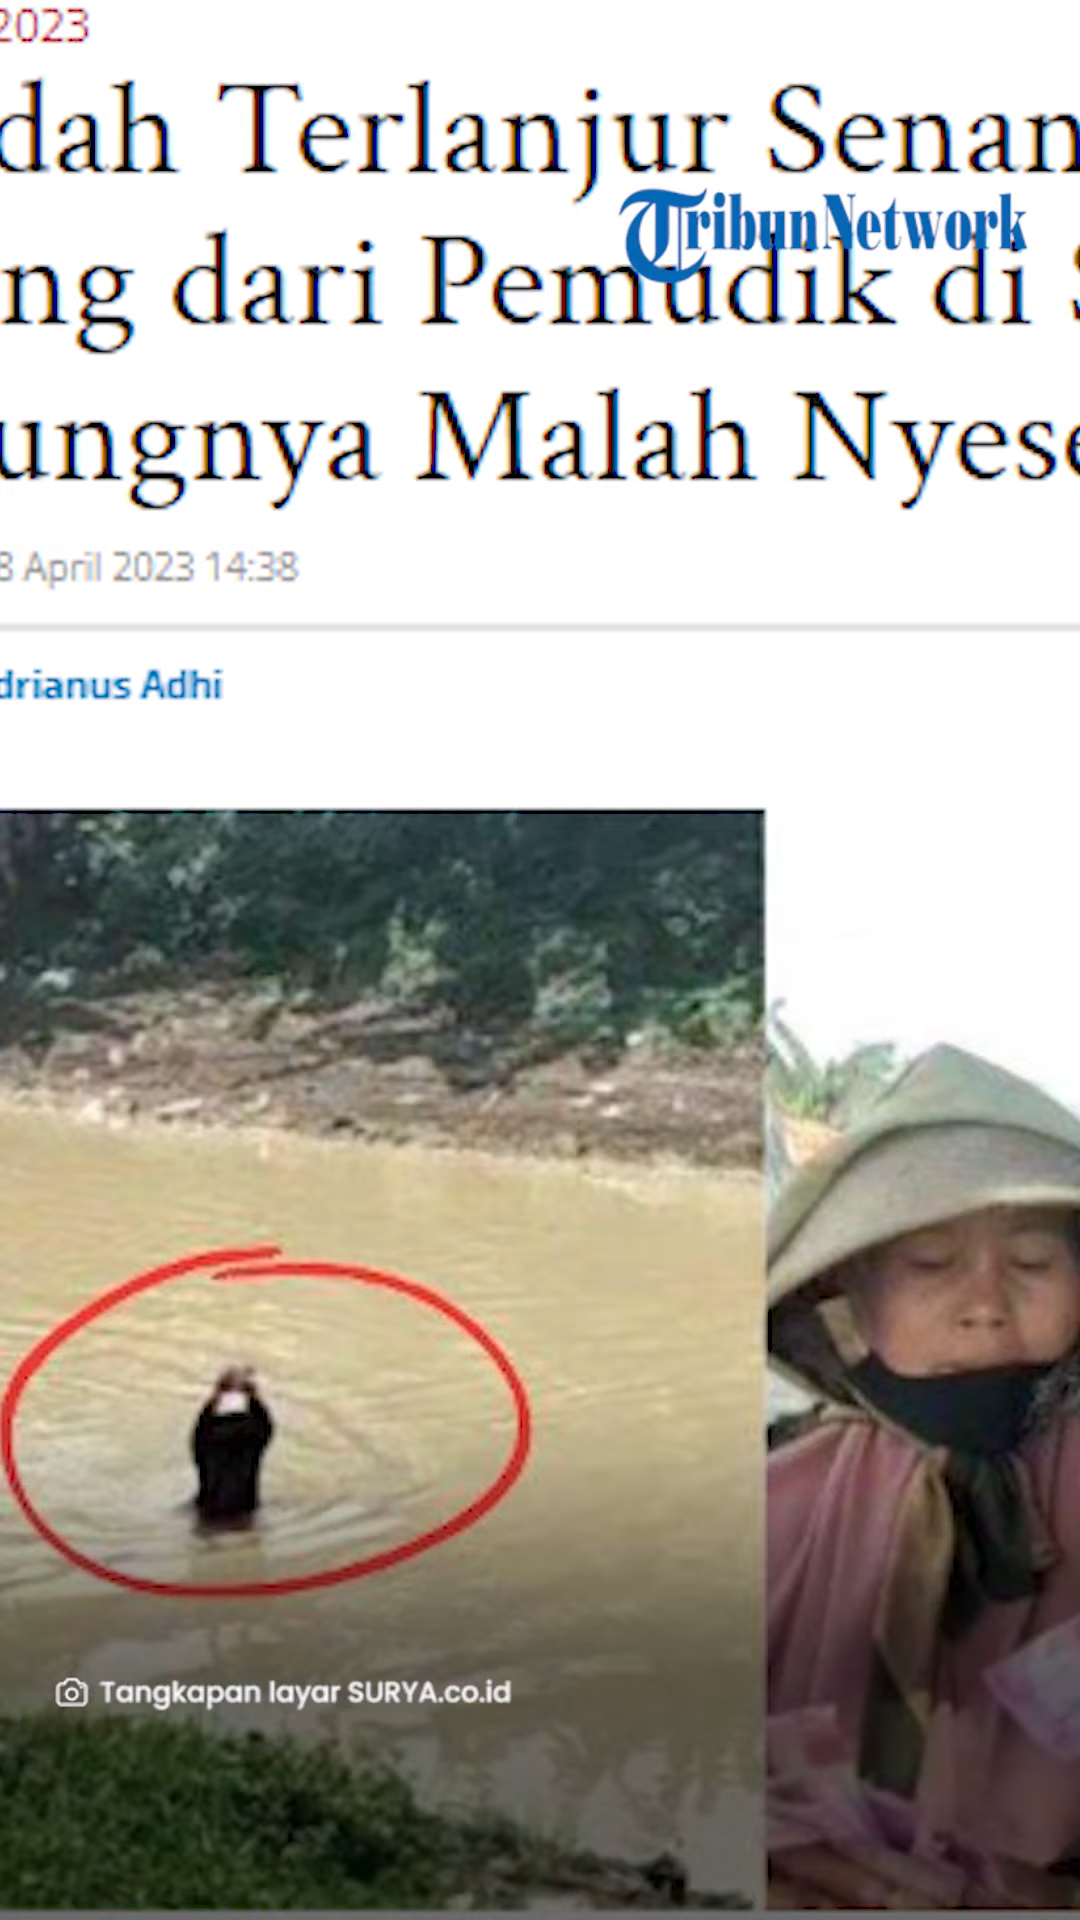 2023
dah Terlanjur Senan
TribunNetwork
ng dari Pemudik di S
ungnya Malah Nyese
8 April 2023 14:38
drianus Adhi
Tangkapan layar SURYA.co.id